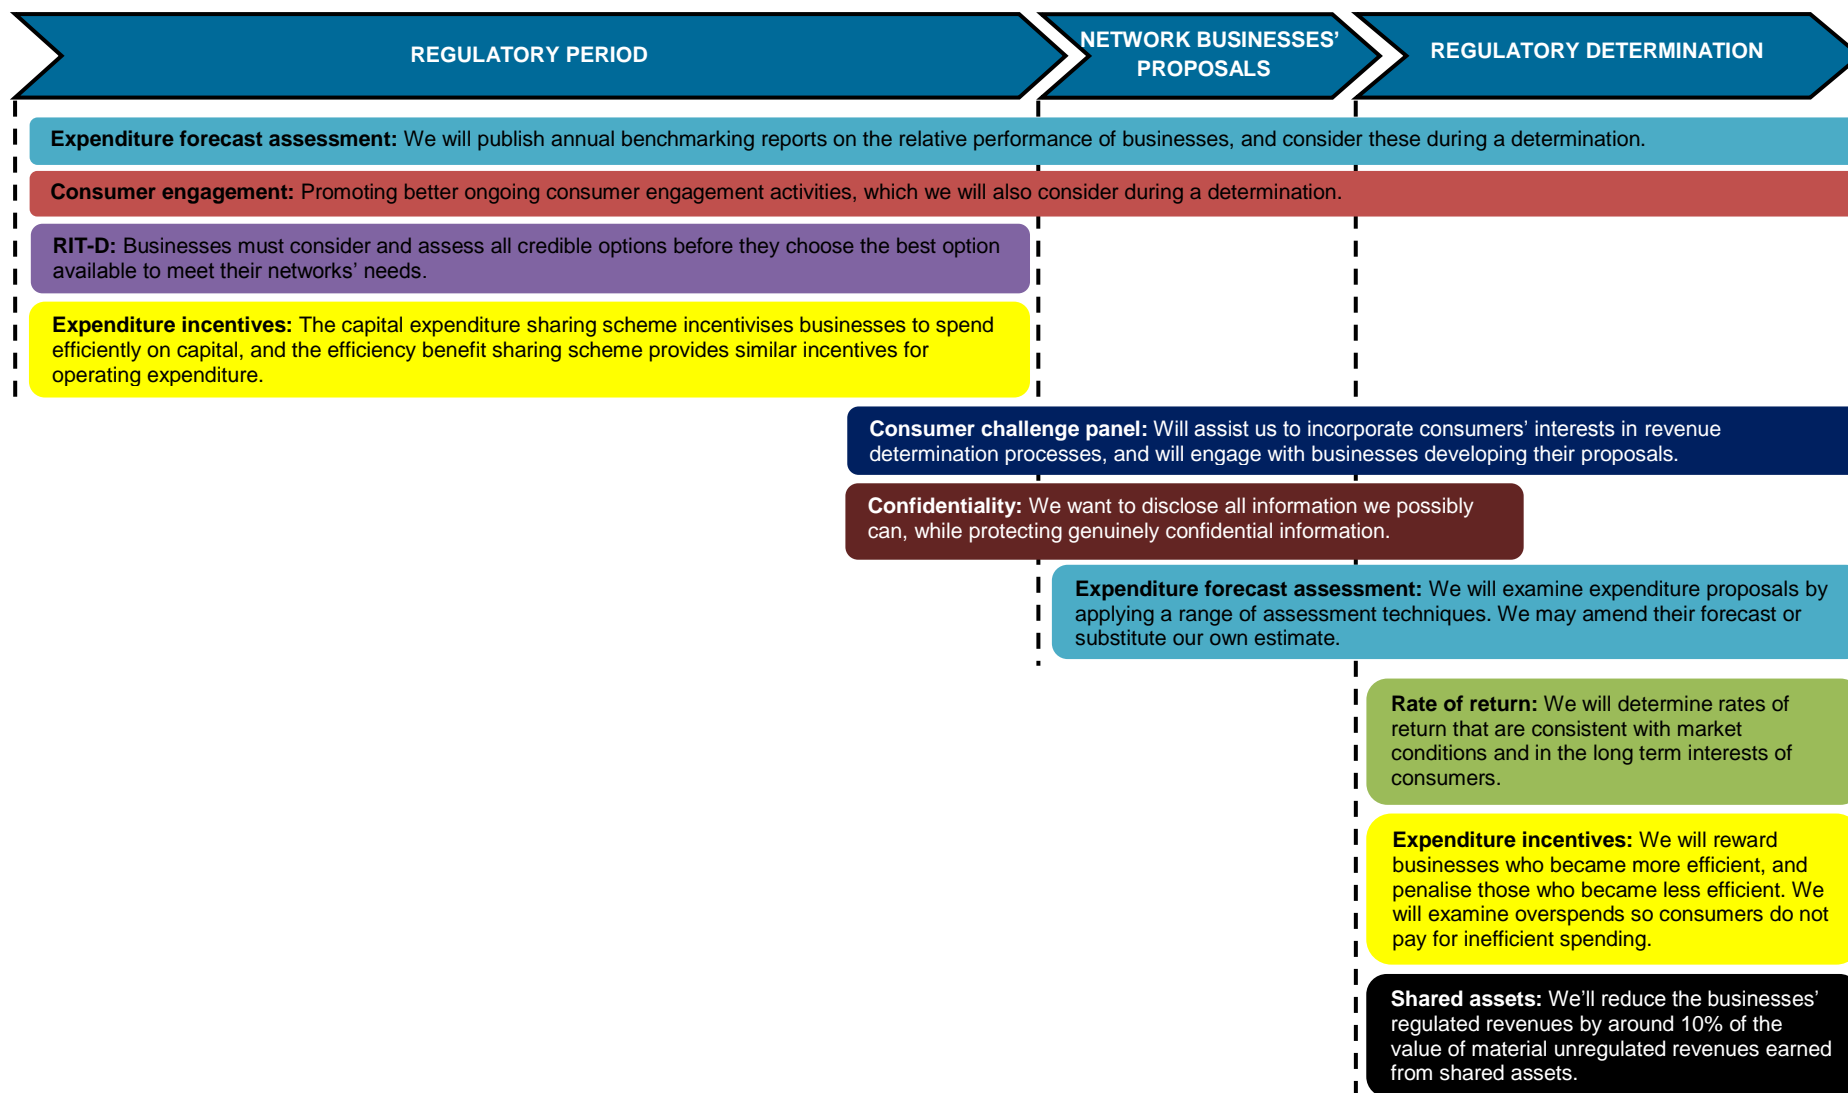 REGULATORY PERIOD
NETWORK BUSINESSES’
PROPOSALS
REGULATORY DETERMINATION
Expenditure forecast assessment: We will publish annual benchmarking reports on the relative performance of businesses, and consider these during a determination.
Consumer engagement: Promoting better ongoing consumer engagement activities, which we will also consider during a determination.
RIT-D: Businesses must consider and assess all credible options before they choose the best option
available to meet their networks’ needs.
Expenditure incentives: The capital expenditure sharing scheme incentivises businesses to spend
efficiently on capital, and the efficiency benefit sharing scheme provides similar incentives for
operating expenditure.
Consumer challenge panel: Will assist us to incorporate consumers’ interests in revenue
determination processes, and will engage with businesses developing their proposals.
Confidentiality: We want to disclose all information we possibly
can, while protecting genuinely confidential information.
Expenditure forecast assessment: We will examine expenditure proposals by
applying a range of assessment techniques. We may amend their forecast or
substitute our own estimate.
Rate of return: We will determine rates of
return that are consistent with market
conditions and in the long term interests of
consumers.
Expenditure incentives: We will reward
businesses who became more efficient, and
penalise those who became less efficient. We
will examine overspends so consumers do not
pay for inefficient spending.
Shared assets: We’ll reduce the businesses’
regulated revenues by around 10% of the
value of material unregulated revenues earned
from shared assets.